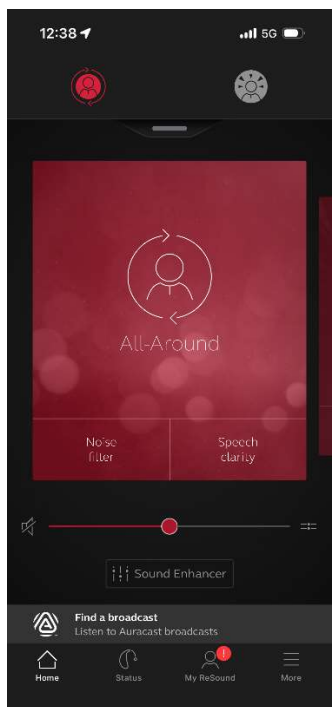 12:38
5G
All-Around
Noise
filter
Speech
clarity
Sound Enhancer
Find a broadcast
Listen to Auracast broadcasts
Home
Status
My ReSound
!
More